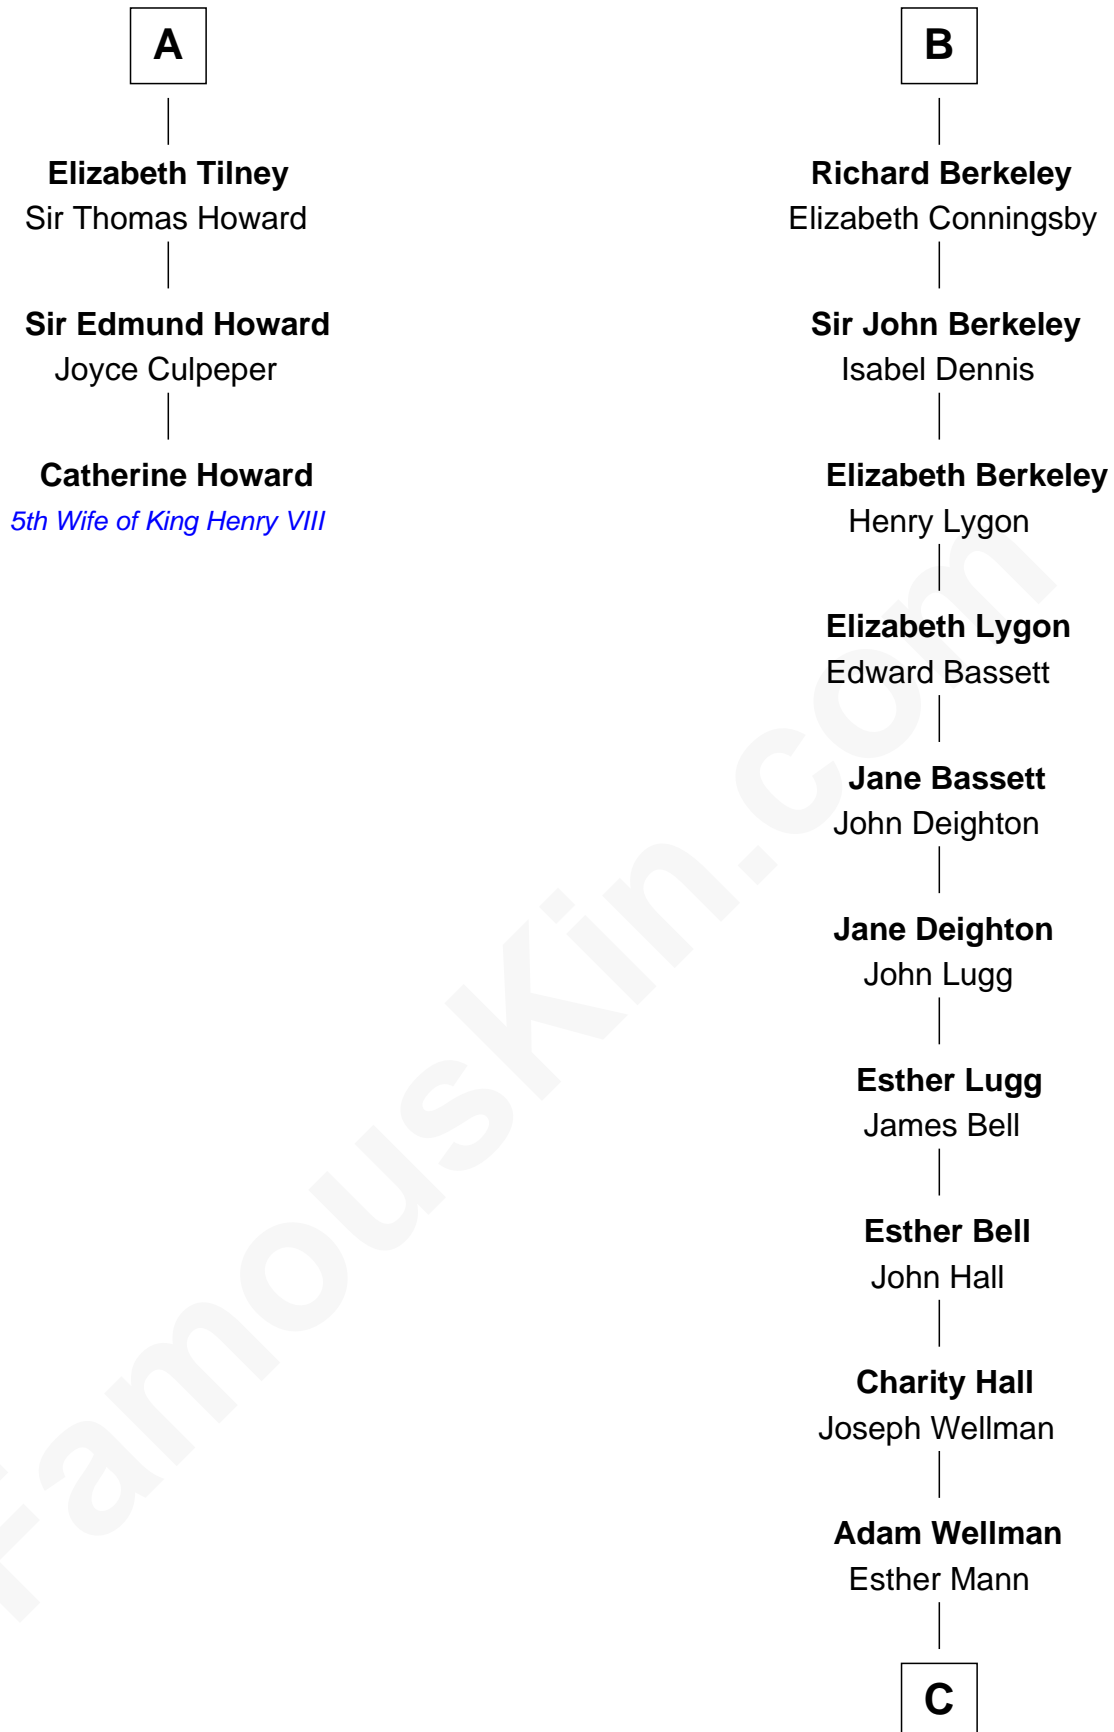 A
Elizabeth Tilney
Sir Thomas Howard
Sir Edmund Howard
Joyce Culpeper
Catherine Howard
5th Wife of King Henry VIII
B
Richard Berkeley
Elizabeth Conningsby
Sir John Berkeley
Isabel Dennis
Elizabeth Berkeley
Henry Lygon
Elizabeth Lygon
Edward Bassett
Jane Bassett
John Deighton
Jane Deighton
John Lugg
Esther Lugg
James Bell
Esther Bell
John Hall
Charity Hall
Joseph Wellman
Adam Wellman
Esther Mann
C
FamousKin.com